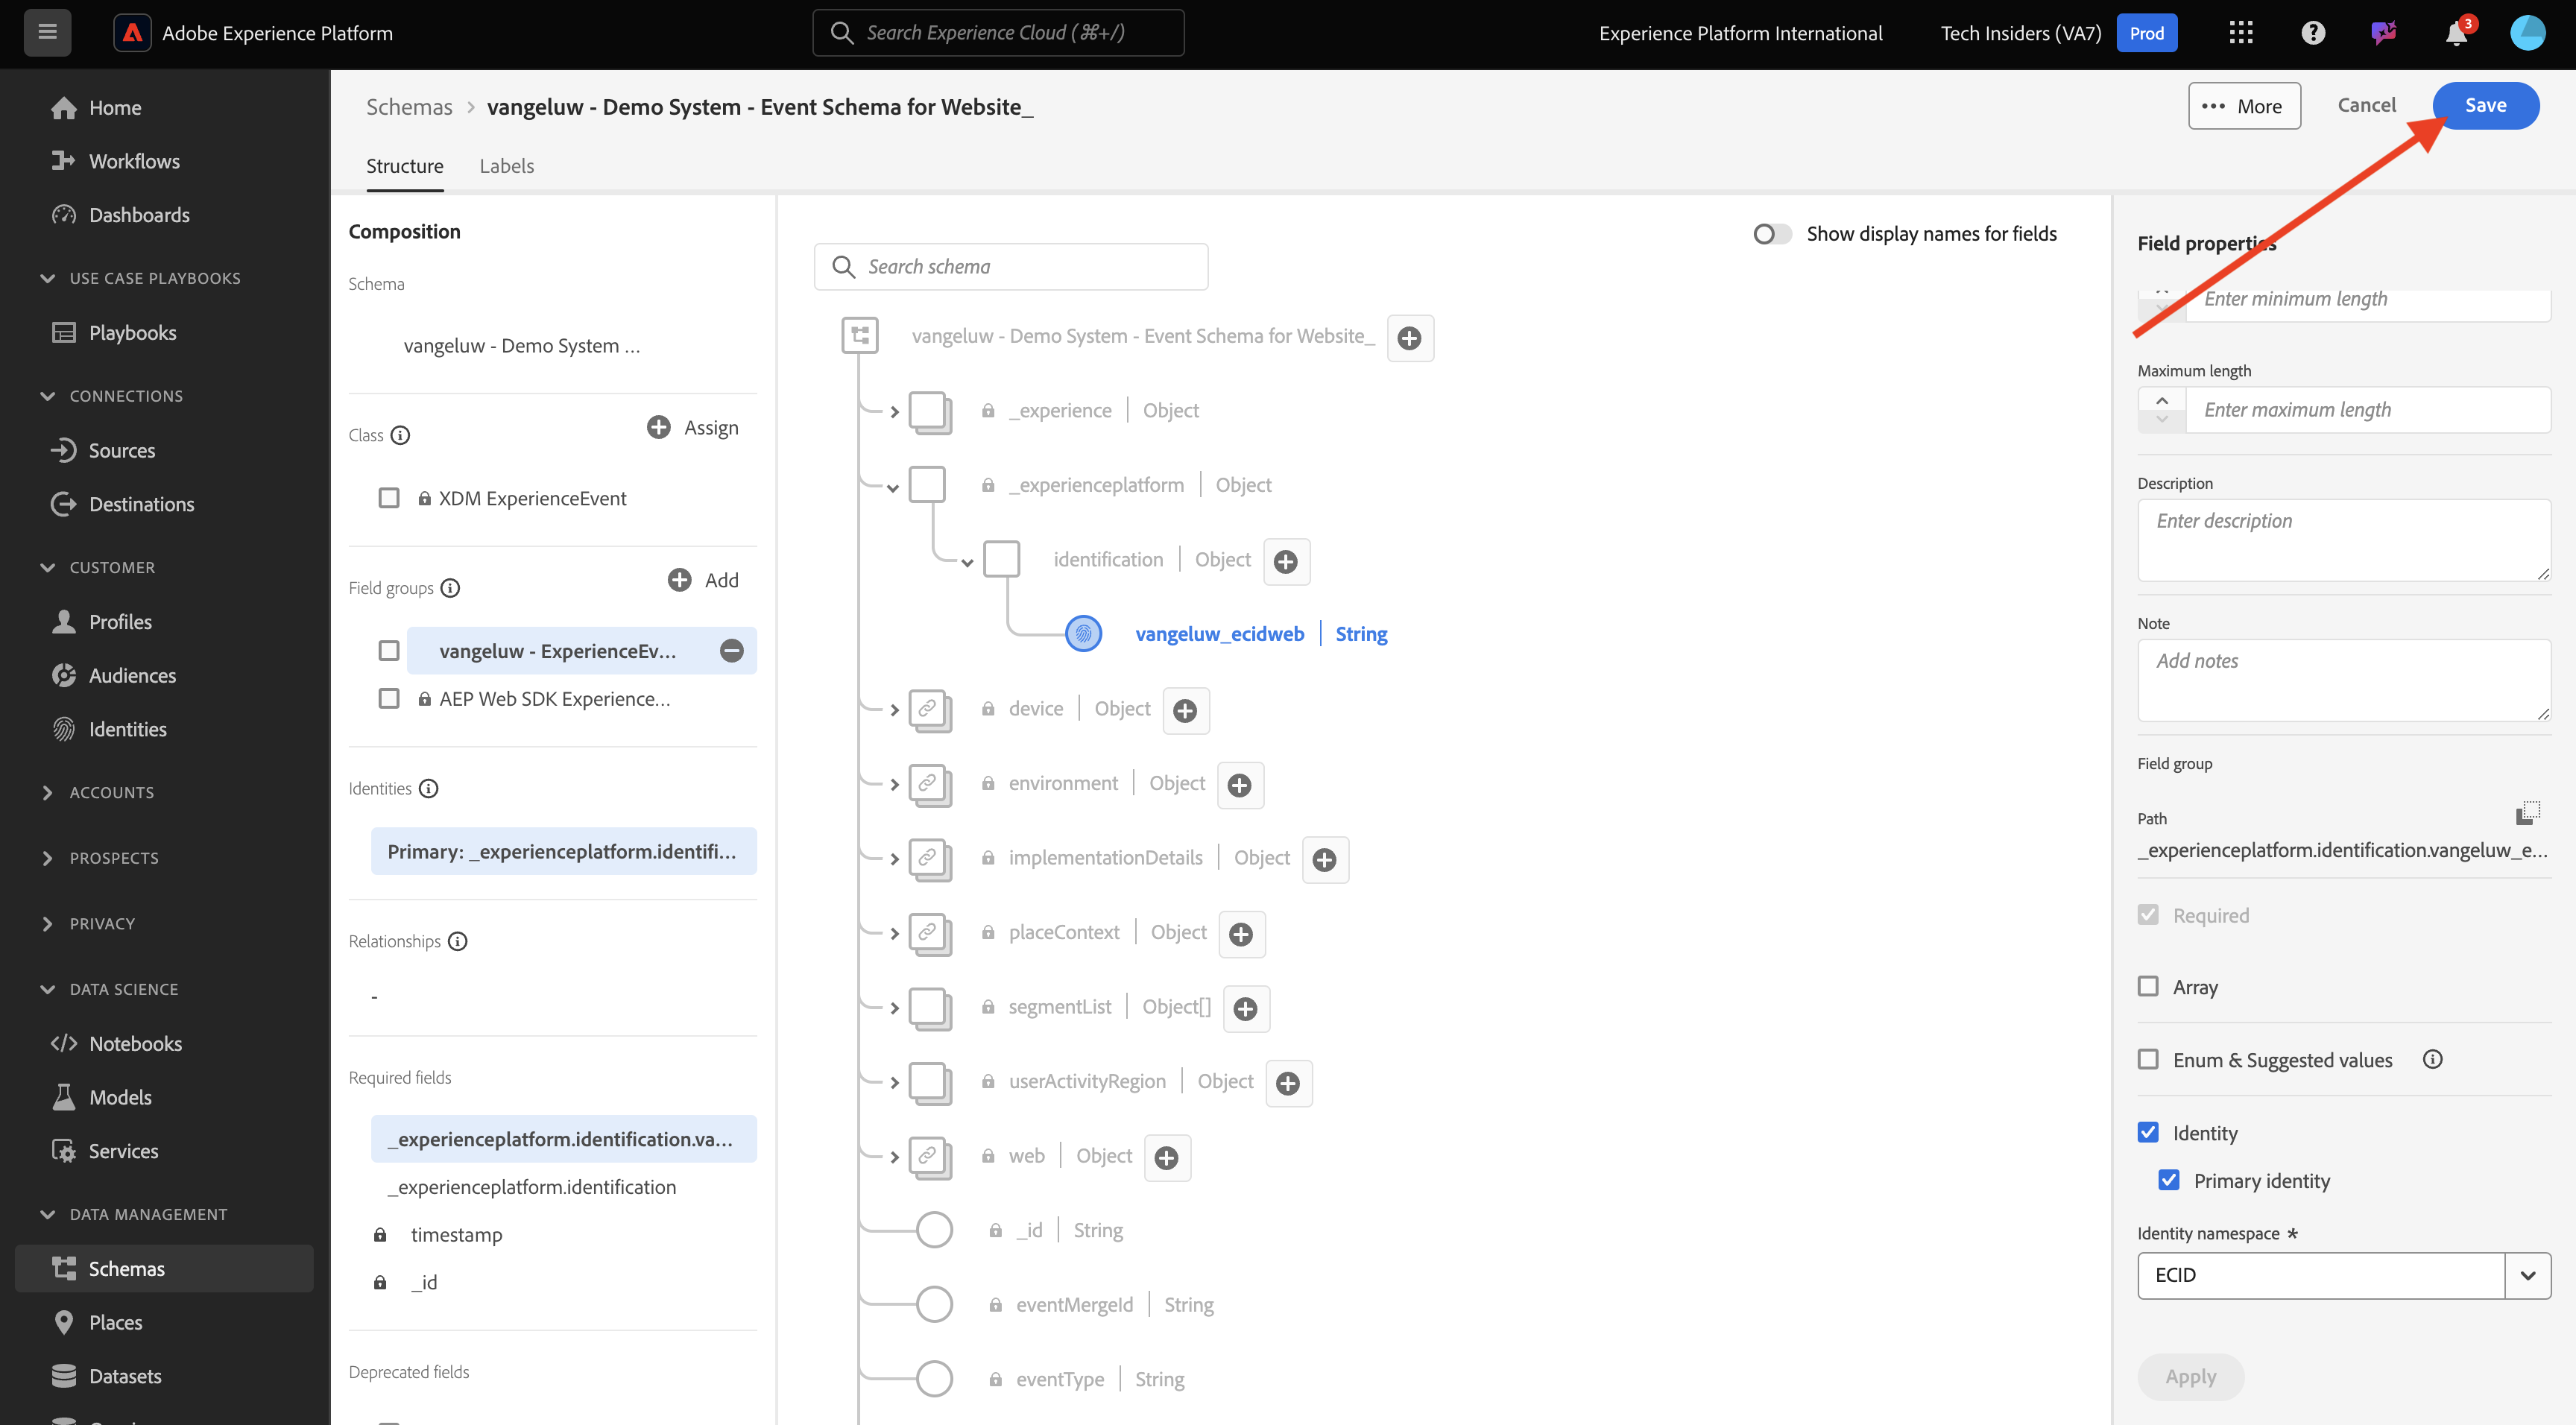 Adobe Experience Platform
Search Experience Cloud (⌘+/)
Experience Platform International
Tech Insiders (VA7)
Prod
3
Home
Workflows
Dashboards
USE CASE PLAYBOOKS
Playbooks
CONNECTIONS
Sources
Destinations
CUSTOMER
Profiles
Audiences
Identities
ACCOUNTS
PROSPECTS
PRIVACY
DATA SCIENCE
Notebooks
Models
Services
DATA MANAGEMENT
Schemas
Places
Datasets
Schemas > vangeluw - Demo System - Event Schema for Website_
More
Cancel
Save
Structure
Labels
Composition
Schema
vangeluw - Demo System ...
Class
Assign
XDM ExperienceEvent
Field groups
Add
vangeluw - ExperienceEv...
AEP Web SDK Experience...
Identities
Primary: _experienceplatform.identifi...
Relationships
-
Required fields
_experienceplatform.identification.va...
_experienceplatform.identification
timestamp
_id
Deprecated fields
Show display names for fields
Search schema
vangeluw - Demo System - Event Schema for Website_
_experience | Object
_experienceplatform | Object
identification | Object
vangeluw_ecidweb | String
device | Object
environment | Object
implementationDetails | Object
placeContext | Object
segmentList | Object[]
userActivityRegion | Object
web | Object
_id | String
eventMergeId | String
eventType | String
Field properties
Enter minimum length
Maximum length
Enter maximum length
Description
Enter description
Note
Add notes
Field group
Path
_experienceplatform.identification.vangeluw_e...
Required
Array
Enum & Suggested values
Identity
Primary identity
Identity namespace *
ECID
Apply